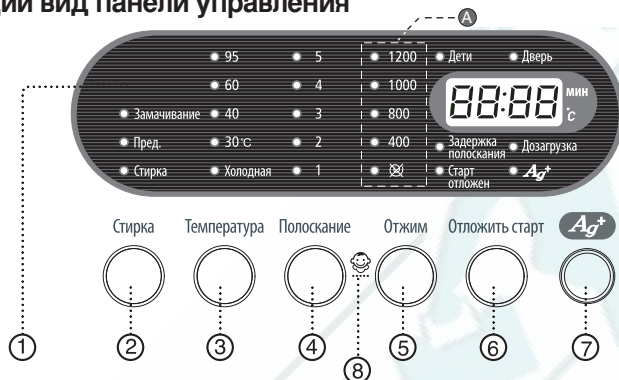 вид панели управления
A
95 5 1200 Дети Дверь
60 4 1000 88:88 мин
Замачивание 40 3 800 °C
Пред. 30°C 2 400 Задержка полоскания Дозагрузка
Стирка Холодная 1 Старт отложен Ag+
Стирка Температура Полоскание Отжим Отложить старт Ag+
1 2 3 4 5 6 7
8